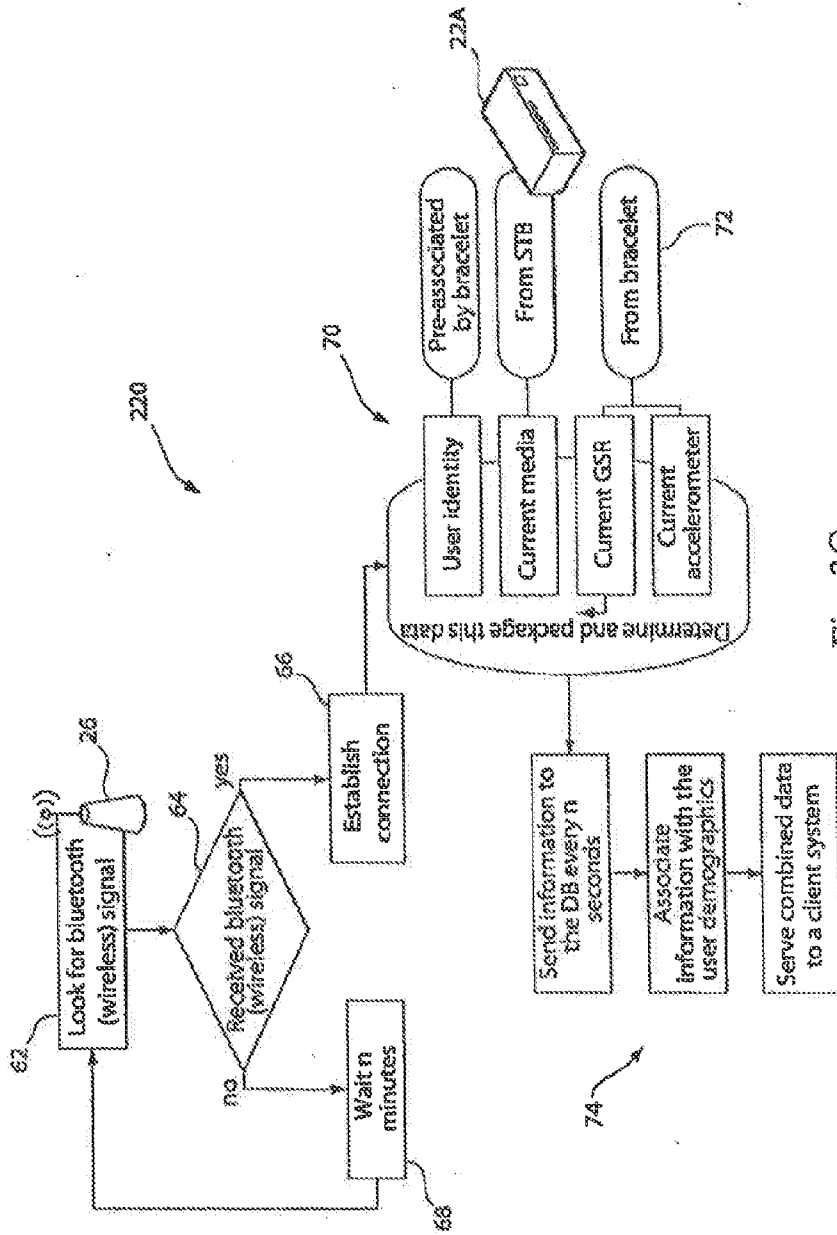 220
62
Look for bluetooth
(wireless) signal
((φ))
26
64
Received bluetooth
(wireless) signal
yes
no
66
Establish
connection
Wait n
minutes
68
70
Determine and package this data
User identity
Current media
Current GSR
Current
accelerometer
Pre-associated
by bracelet
From STB
From bracelet
22A
72
74
Send information to
the DB every n
seconds
Associate
information with the
user demographics
Serve combined data
to a client system